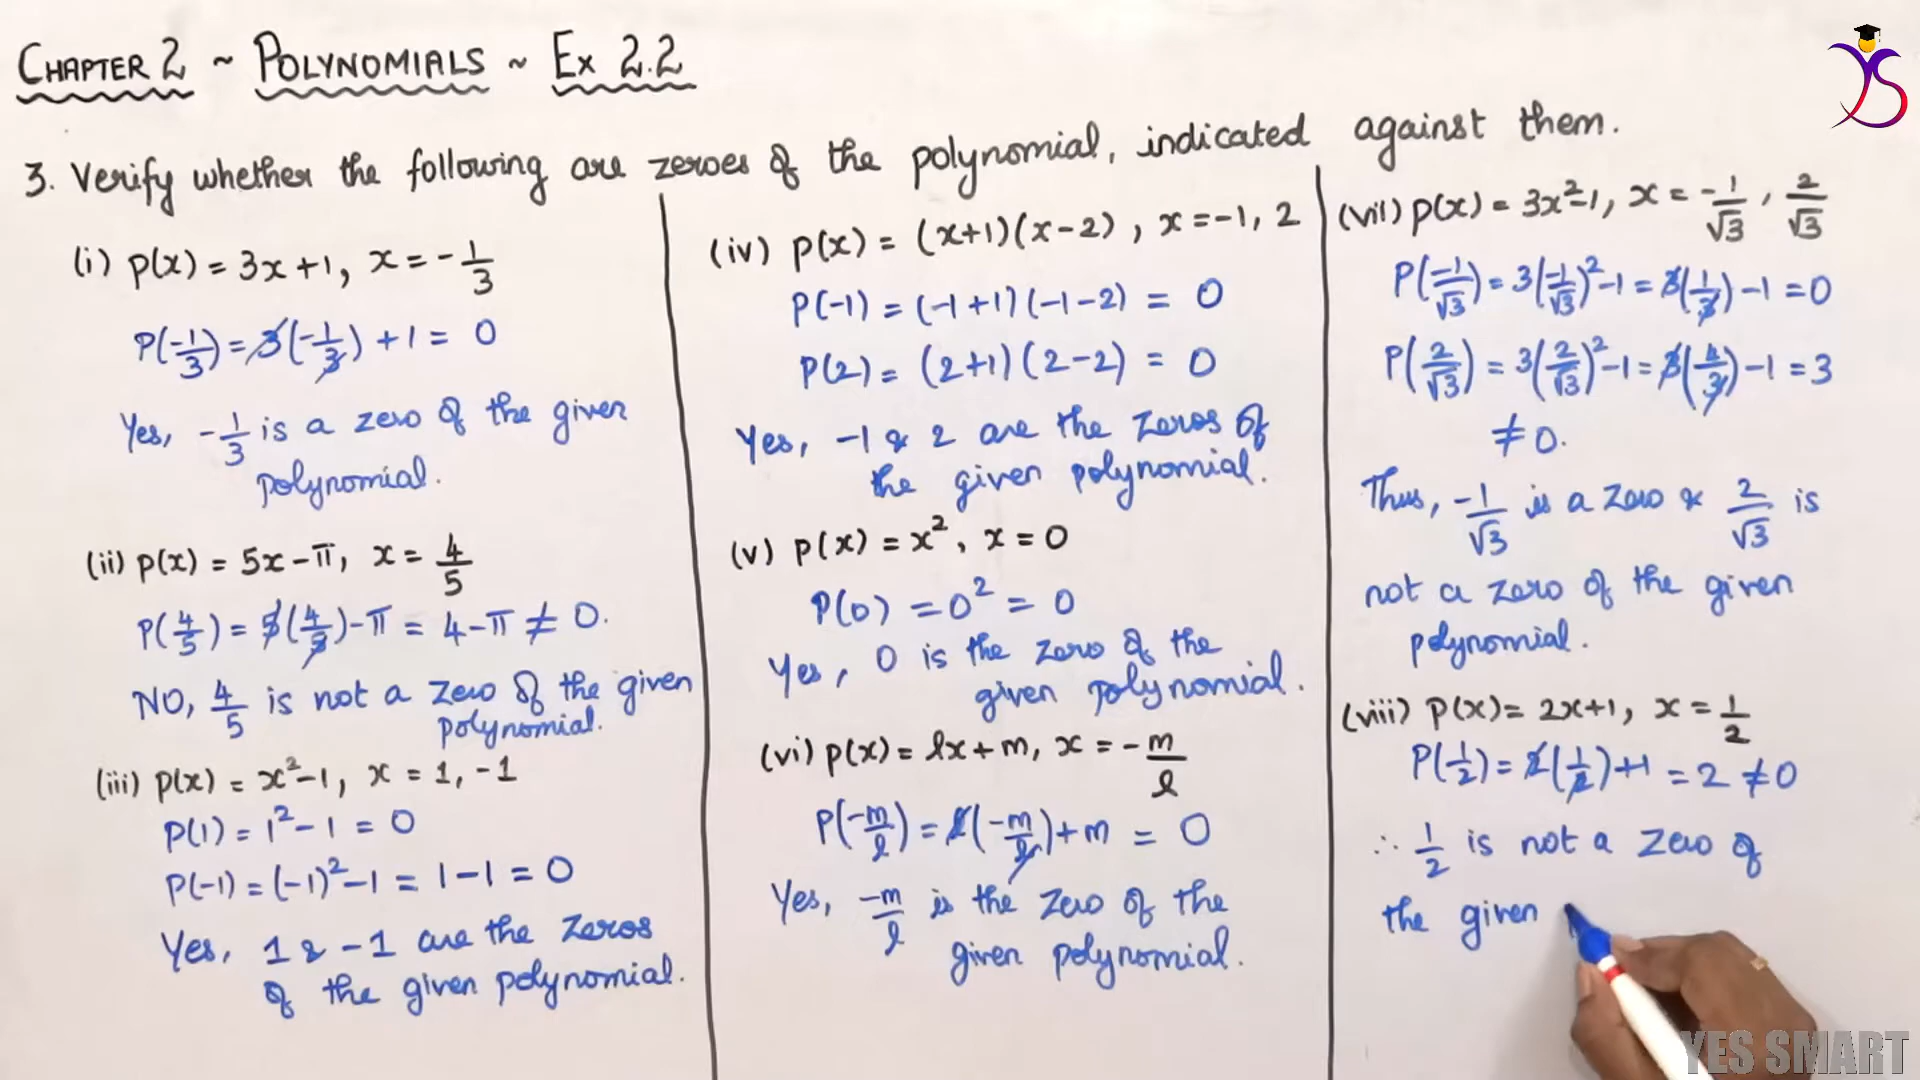 CHAPTER 2 ~ POLYNOMIALS ~ Ex 2.2
3. Verify whether the following are zeroes of the polynomial, indicated against them.
(i) p(x) = 3x+1, x = -1/3
P(-1/3) = 3(-1/3) + 1 = 0
Yes, -1/3 is a zero of the given
polynomial.
(ii) p(x) = 5x - π, x = 4/5
P(4/5) = 5(4/5) - π = 4 - π ≠ 0.
NO, 4/5 is not a zero of the given
polynomial.
(iii) p(x) = x²-1, x = 1, -1
P(1) = 1² - 1 = 0
P(-1) = (-1)² - 1 = 1 - 1 = 0
Yes, 1 & -1 are the zeros
of the given polynomial.
(iv) p(x) = (x+1)(x-2), x = -1, 2
P(-1) = (-1+1)(-1-2) = 0
P(2) = (2+1)(2-2) = 0
Yes, -1 & 2 are the zeros of
the given polynomial.
(v) p(x) = x², x = 0
P(0) = 0² = 0
Yes, 0 is the zero of the
given polynomial.
(vi) p(x) = lx + m, x = -m/l
P(-m/l) = l(-m/l) + m = 0
Yes, -m/l is the zero of the
given polynomial.
(vii) p(x) = 3x²-1, x = -1/√3, 2/√3
P(-1/√3) = 3(-1/√3)² - 1 = 3(1/3) - 1 = 0
P(2/√3) = 3(2/√3)² - 1 = 3(4/3) - 1 = 3
≠ 0.
Thus, -1/√3 is a zero & 2/√3 is
not a zero of the given
polynomial.
(viii) p(x) = 2x+1, x = 1/2
P(1/2) = 2(1/2) + 1 = 2 ≠ 0
∴ 1/2 is not a zero of
the given
YES SMART